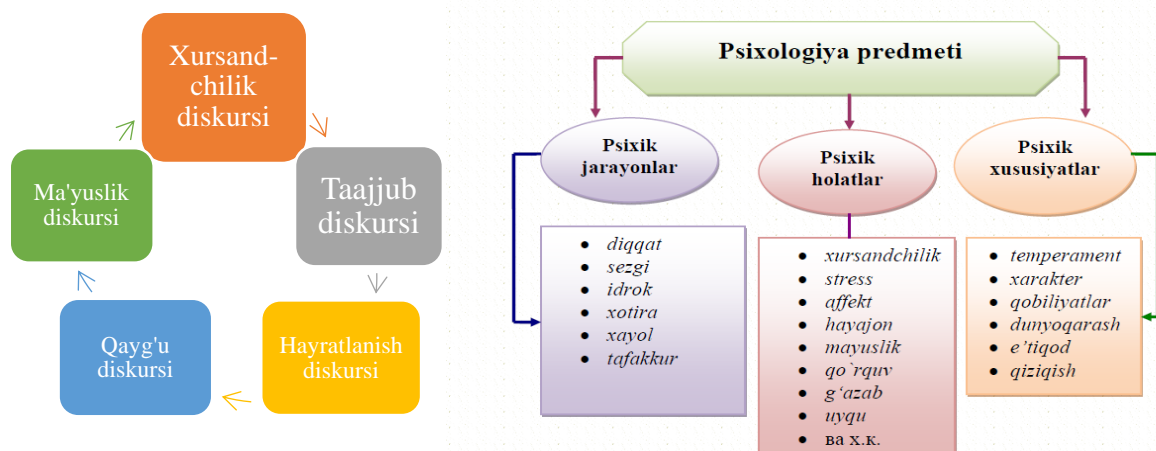 Xursand-
chilik
diskursi
Taajjub
diskursi
Hayratlanish
diskursi
Qayg'u
diskursi
Ma'yuslik
diskursi
Psixologiya predmeti
Psixik
jarayonlar
• diqqat
• sezgi
• idrok
• xotira
• xayol
• tafakkur
Psixik
holatlar
• xursandchilik
• stress
• affekt
• hayajon
• mayuslik
• qo`rquv
• g‘azab
• uyqu
• ва х.к.
Psixik
xususiyatlar
• temperament
• xarakter
• qobiliyatlar
• dunyoqarash
• e’tiqod
• qiziqish